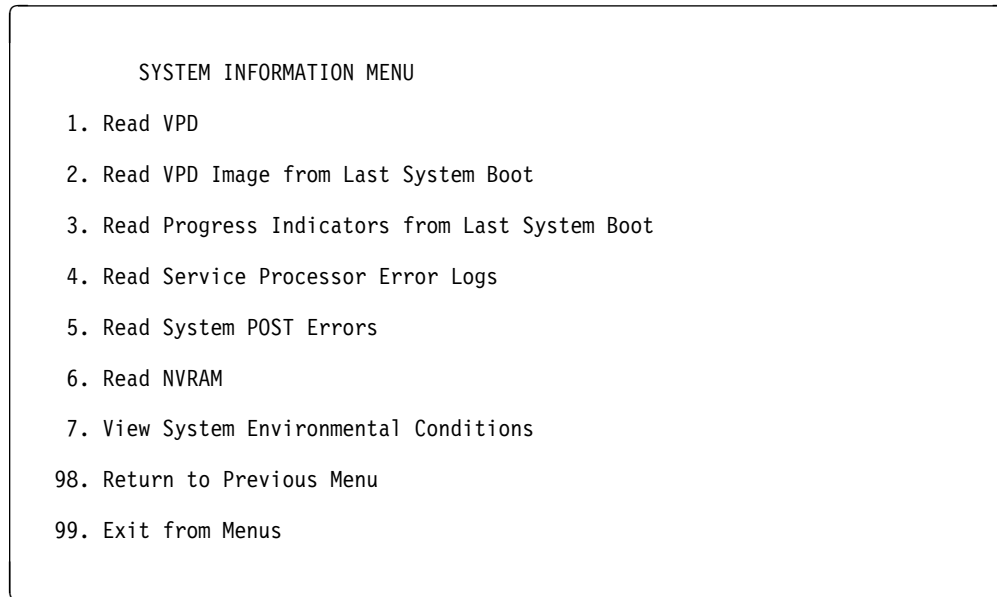 SYSTEM INFORMATION MENU
1. Read VPD
2. Read VPD Image from Last System Boot
3. Read Progress Indicators from Last System Boot
4. Read Service Processor Error Logs
5. Read System POST Errors
6. Read NVRAM
7. View System Environmental Conditions
98. Return to Previous Menu
99. Exit from Menus